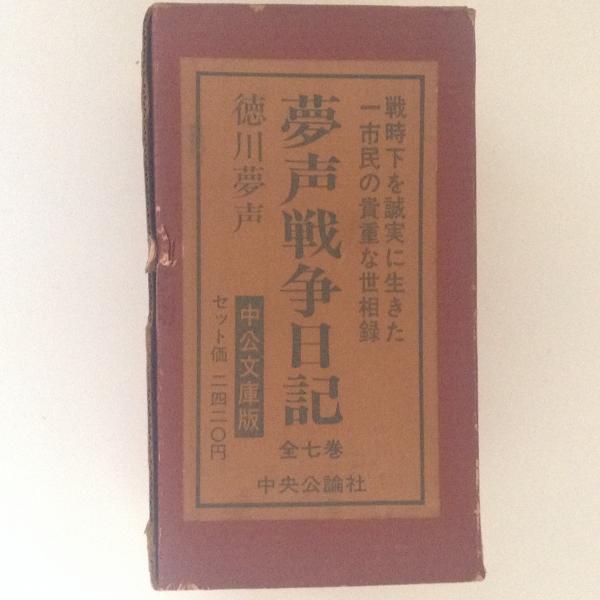 戦時下を誠実に生きた
一市民の貴重な世相録
夢声戦争日記
全七巻
徳川夢声
中公文庫版
セット価 二四二〇円
中央公論社